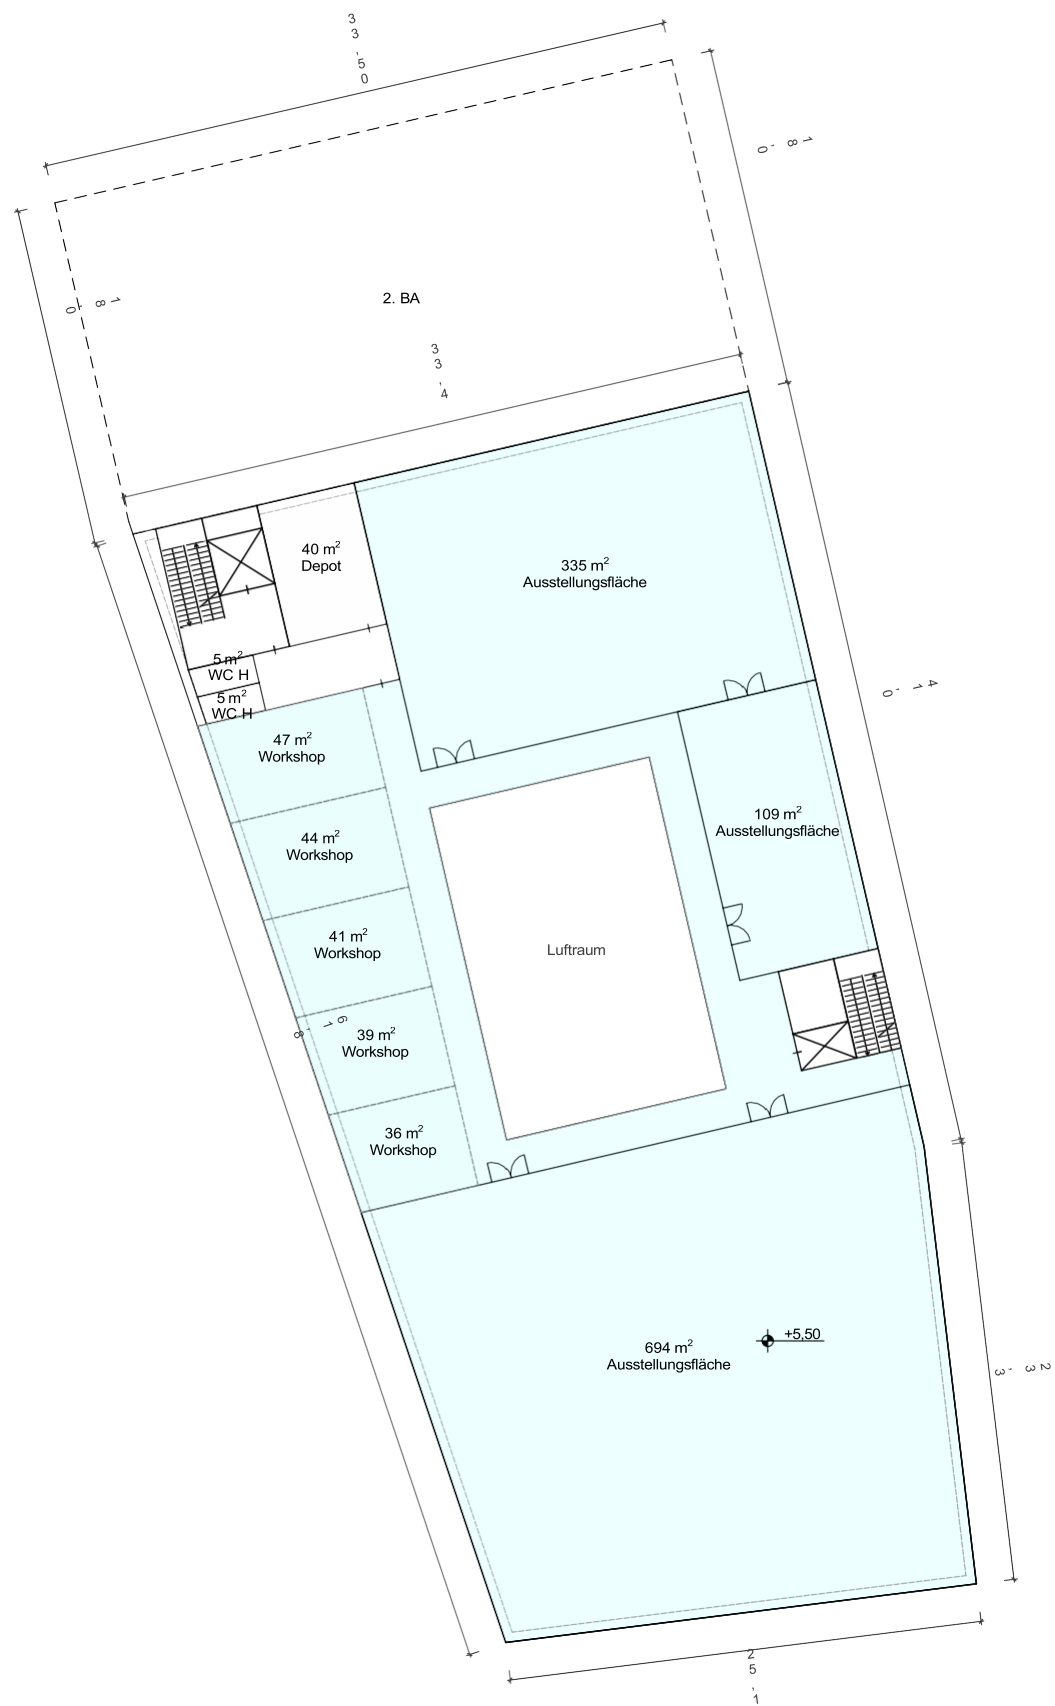 33,50
18,0
18,0
2. BA
33,4
40 m²
Depot
335 m²
Ausstellungsfläche
5 m²
WC H
5 m²
WC H
41,0
47 m²
Workshop
109 m²
Ausstellungsfläche
44 m²
Workshop
41 m²
Workshop
Luftraum
61,8
39 m²
Workshop
36 m²
Workshop
+5,50
694 m²
Ausstellungsfläche
23,3
25,1